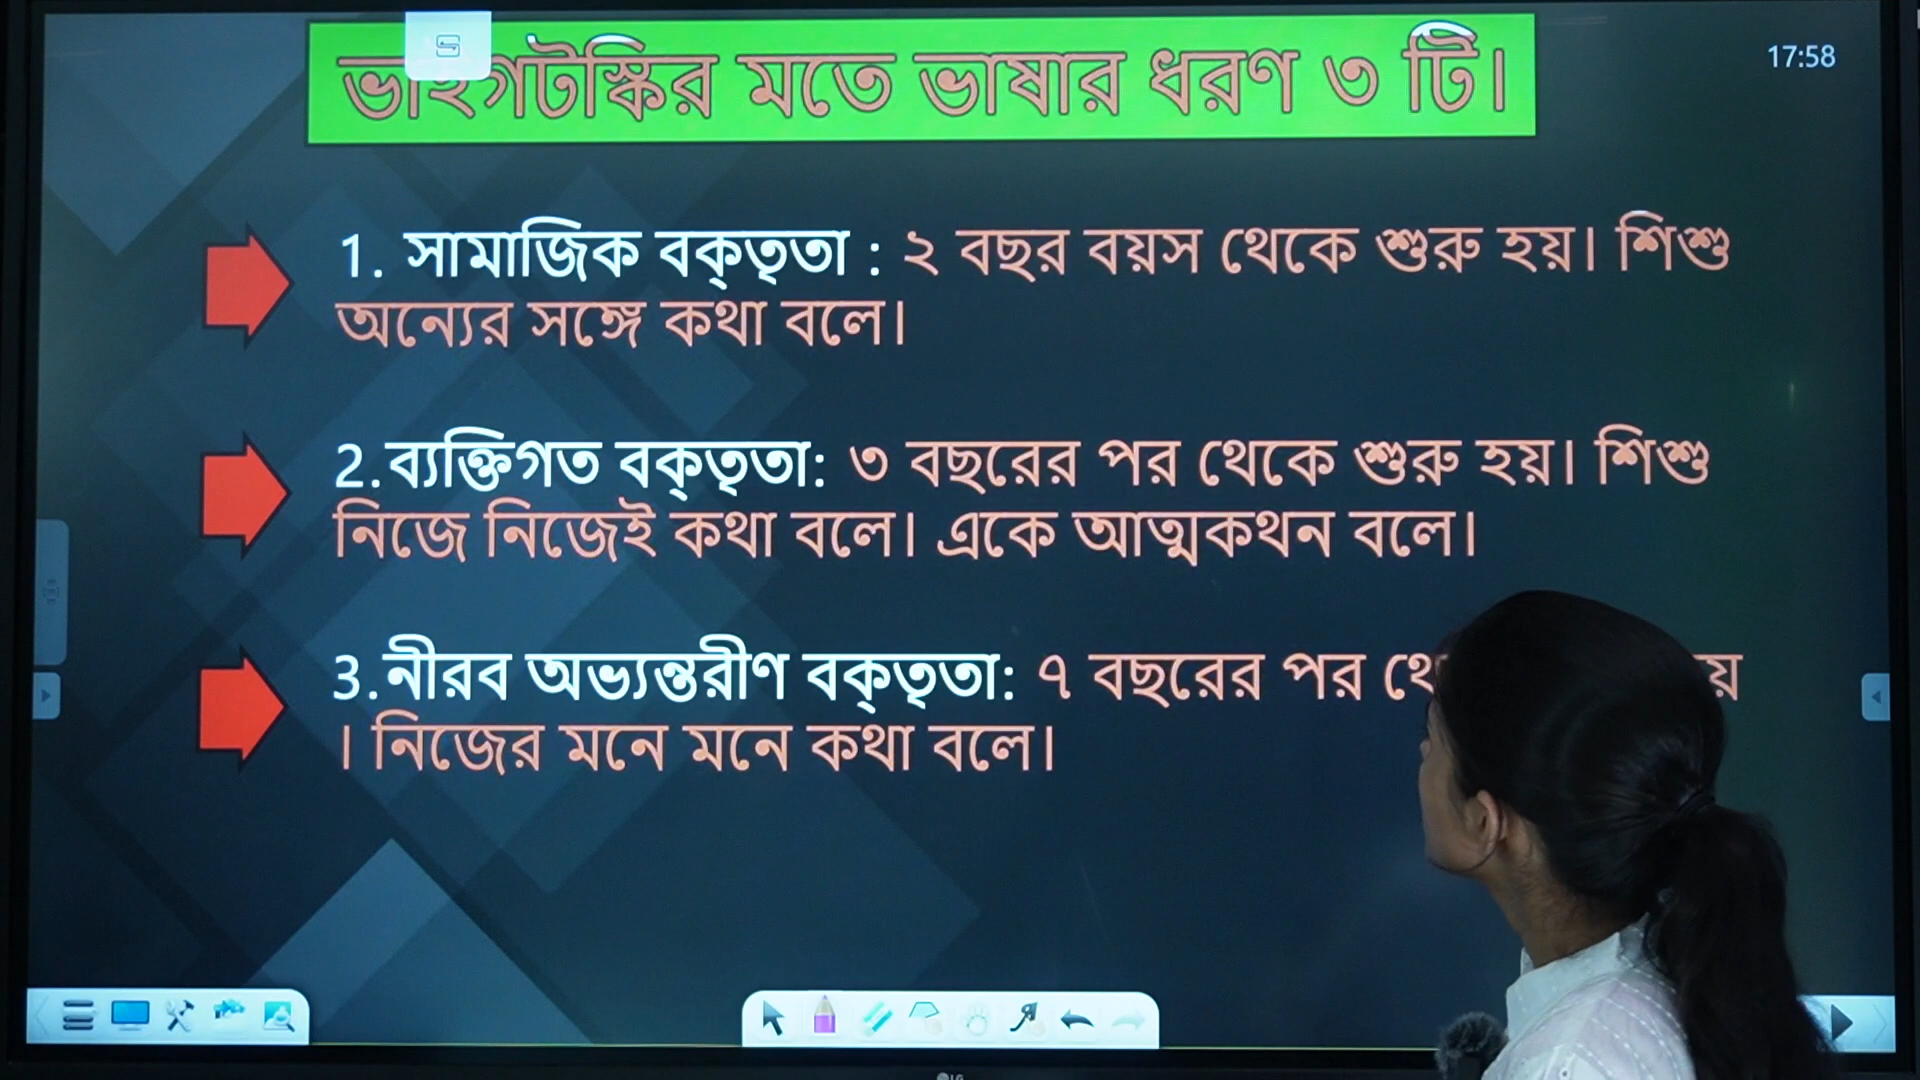 ভাইগটস্কির মতে ভাষার ধরণ ৩ টি।
17:58
1. সামাজিক বক্তৃতা : ২ বছর বয়স থেকে শুরু হয়। শিশু
অন্যের সঙ্গে কথা বলে।
2.ব্যক্তিগত বক্তৃতা: ৩ বছরের পর থেকে শুরু হয়। শিশু
নিজে নিজেই কথা বলে। একে আত্মকথন বলে।
3.নীরব অভ্যন্তরীণ বক্তৃতা: ৭ বছরের পর
। নিজের মনে মনে কথা বলে।
LG